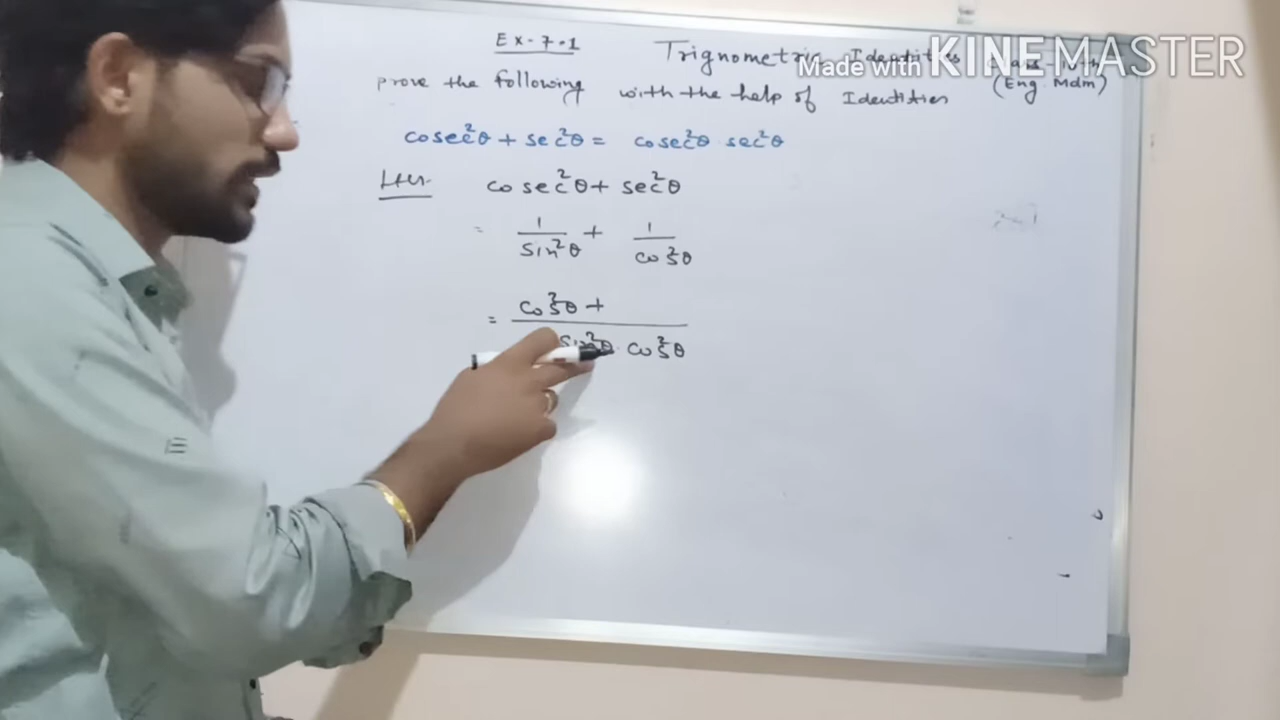 Ex-7.1 Trignometric Identities
Made with KINEMASTER
prove the following with the help of Identities (Eng. Mdm)
cosec²θ + sec²θ = cosec²θ . sec²θ
LHS. cosec²θ + sec²θ
= 1/sin²θ + 1/cos²θ
= cos²θ +
sin²θ . cos²θ